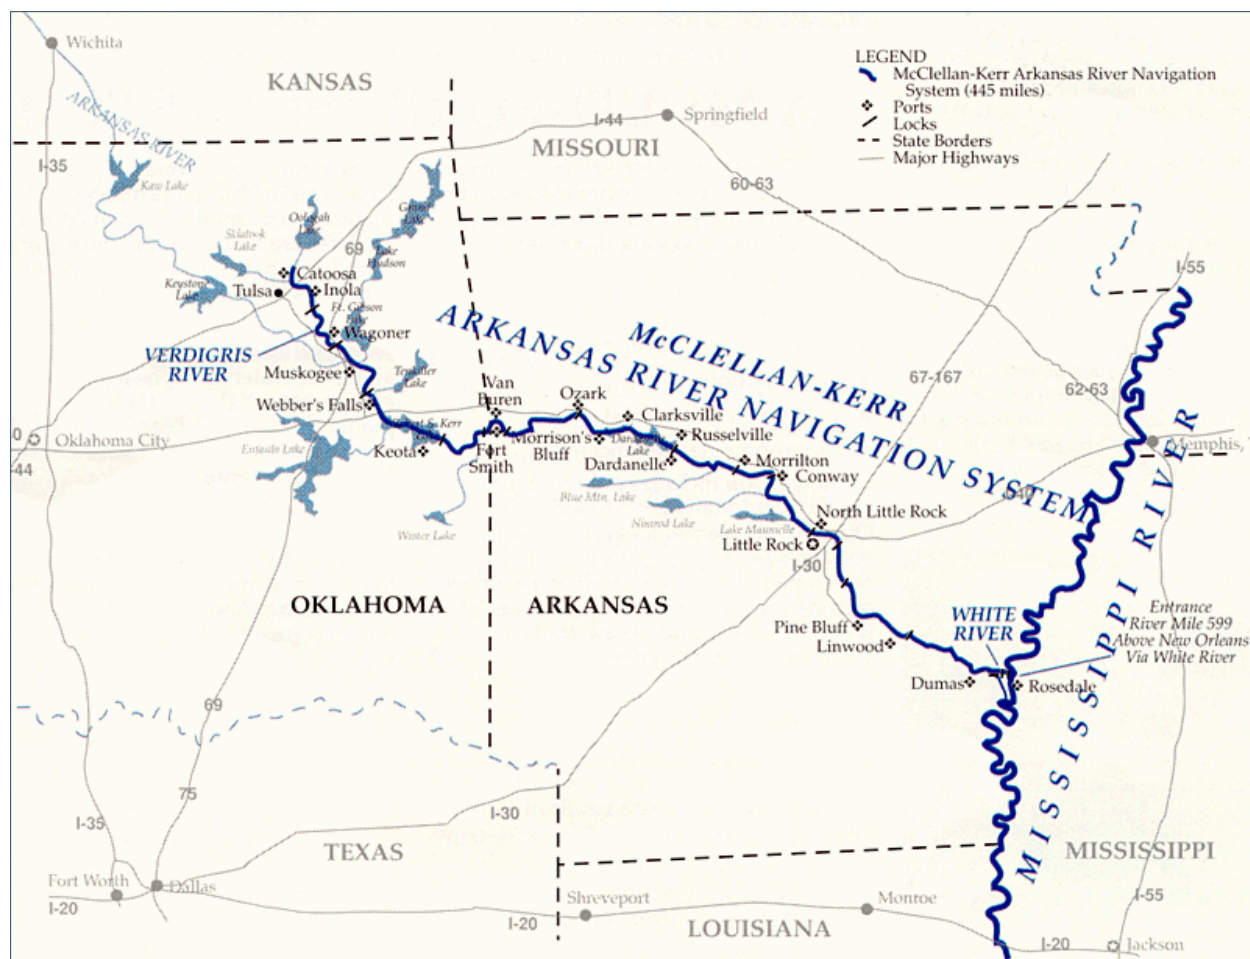 Wichita
KANSAS
ARKANSAS RIVER
I-35
Kaw Lake
LEGEND
McClellan-Kerr Arkansas River Navigation
System (445 miles)
Ports
Locks
State Borders
Major Highways
I-44
Springfield
MISSOURI
60-63
Oologah
Lake
Grand
Lake
Skiatook
Lake
69
Lake
Hudson
I-55
Catoosa
Keystone
Lake
Tulsa
Inola
Ft. Gibson
Lake
Wagoner
VERDIGRIS
RIVER
McCLELLAN-KERR
ARKANSAS RIVER NAVIGATION SYSTEM
Muskogee
Tenkiller
Lake
67-167
62-63
Van
Buren
Ozark
Webber's Falls
Clarksville
Robert S. Kerr
Oklahoma City
44
Eufaula Lake
Keota
Fort
Smith
Morrison's
Bluff
Dardanelle
Lake
Russelville
Dardanelle
Morrilton
Conway
Memphis,
I-40
Blue Mtn. Lake
Nimrod Lake
Lake Maumelle
North Little Rock
Little Rock
Wister Lake
I-30
MISSISSIPPI RIVER
OKLAHOMA
ARKANSAS
WHITE
RIVER
Entrance
River Mile 599
Above New Orleans
Via White River
Pine Bluff
Linwood
Dumas
Rosedale
69
75
I-35
I-30
TEXAS
MISSISSIPPI
Fort Worth
Dallas
I-20
Shreveport
Monroe
I-55
I-20
LOUISIANA
I-20
Jackson